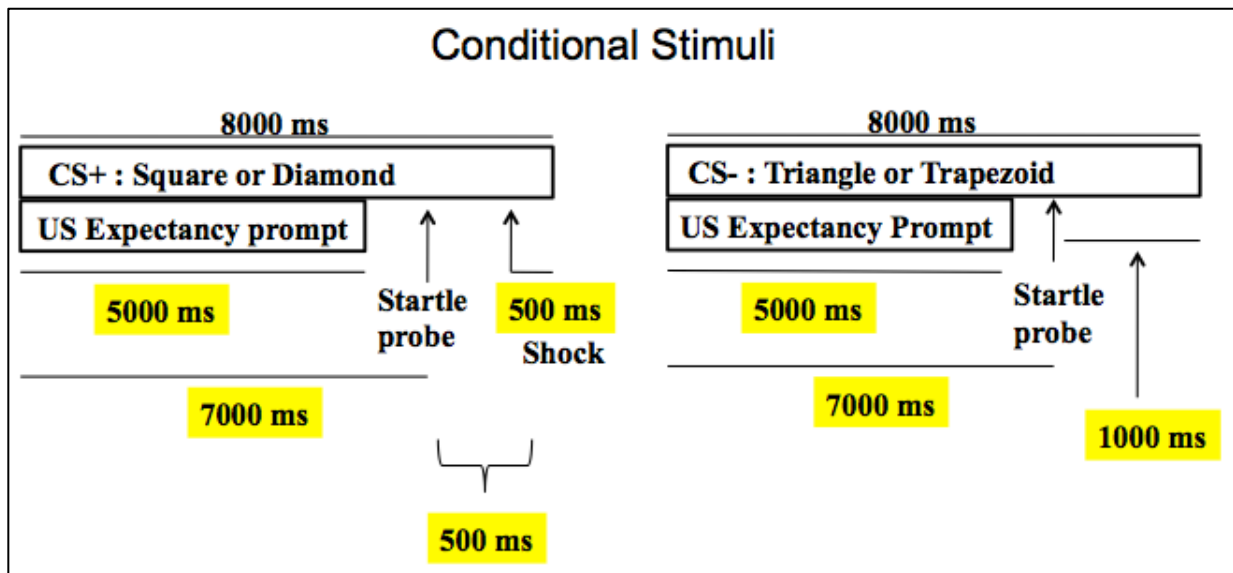 Conditional Stimuli
8000 ms
CS+ : Square or Diamond
US Expectancy prompt
5000 ms
Startle
probe
500 ms
Shock
7000 ms
500 ms
8000 ms
CS- : Triangle or Trapezoid
US Expectancy Prompt
5000 ms
Startle
probe
7000 ms
1000 ms